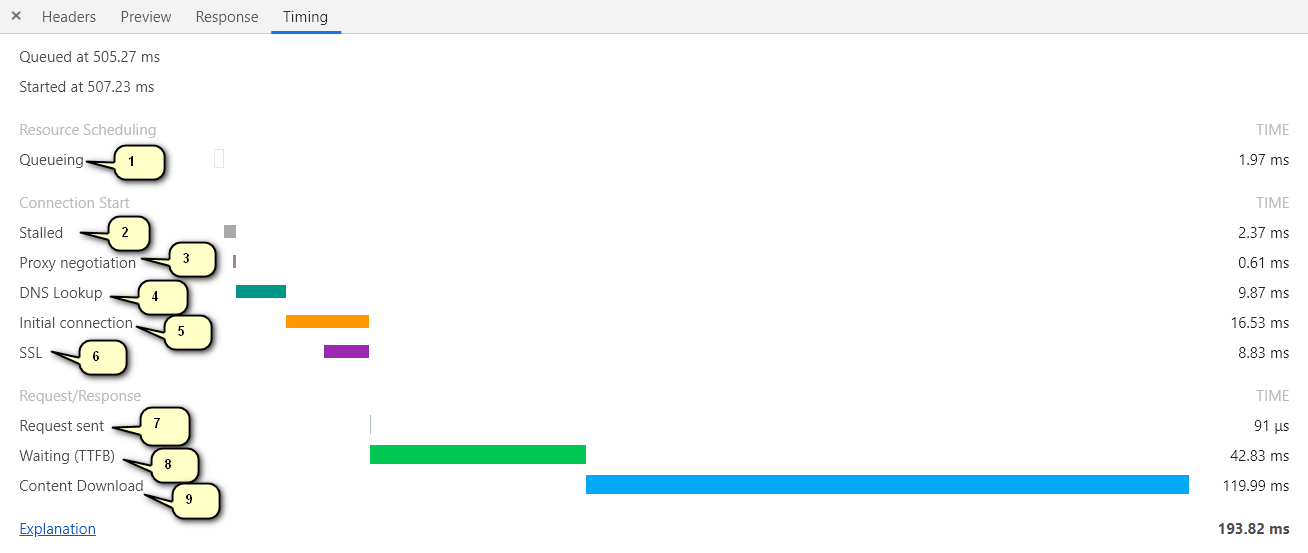 × Headers Preview Response Timing
Queued at 505.27 ms
Started at 507.23 ms
Resource Scheduling TIME
Queueing 1 1.97 ms
Connection Start TIME
Stalled 2 2.37 ms
Proxy negotiation 3 0.61 ms
DNS Lookup 4 9.87 ms
Initial connection 5 16.53 ms
SSL 6 8.83 ms
Request/Response TIME
Request sent 7 91 μs
Waiting (TTFB) 8 42.83 ms
Content Download 9 119.99 ms
Explanation 193.82 ms